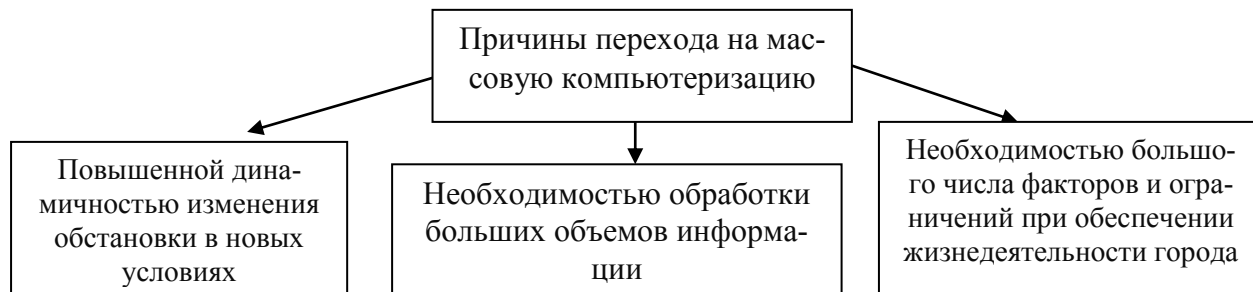 Причины перехода на мас-
совую компьютеризацию
Повышенной дина-
мичностью изменения
обстановки в новых
условиях
Необходимостью обработки
больших объемов информа-
ции
Необходимостью большо-
го числа факторов и огра-
ничений при обеспечении
жизнедеятельности города